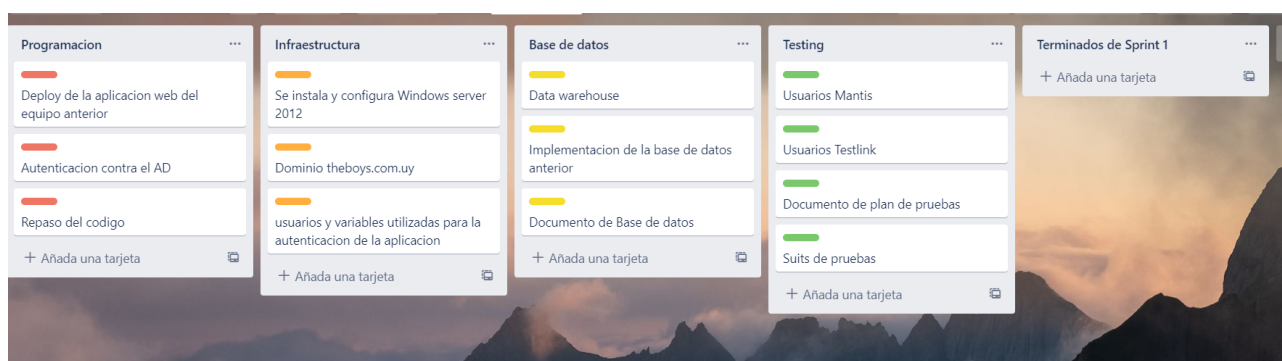 Programacion
Deploy de la aplicacion web del
equipo anterior
Autenticacion contra el AD
Repaso del codigo
+ Añada una tarjeta
Infraestructura
Se instala y configura Windows server
2012
Dominio theboys.com.uy
usuarios y variables utilizadas para la
autenticacion de la aplicacion
+ Añada una tarjeta
Base de datos
Data warehouse
Implementacion de la base de datos
anterior
Documento de Base de datos
+ Añada una tarjeta
Testing
Usuarios Mantis
Usuarios Testlink
Documento de plan de pruebas
Suits de pruebas
+ Añada una tarjeta
Terminados de Sprint 1
+ Añada una tarjeta